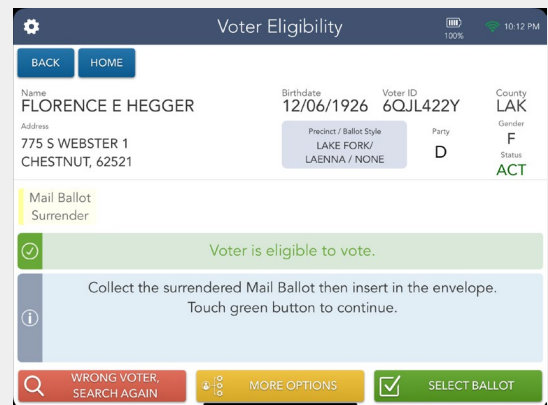 Voter Eligibility
100%
10:12 PM
BACK
HOME
Name
FLORENCE E HEGGER
Birthdate
12/06/1926
Voter ID
6QJL422Y
County
LAK
Address
775 S WEBSTER 1
CHESTNUT, 62521
Precinct / Ballot Style
LAKE FORK/
LAENNA / NONE
Party
D
Gender
F
Status
ACT
Mail Ballot
Surrender
Voter is eligible to vote.
Collect the surrendered Mail Ballot then insert in the envelope.
Touch green button to continue.
WRONG VOTER,
SEARCH AGAIN
MORE OPTIONS
SELECT BALLOT